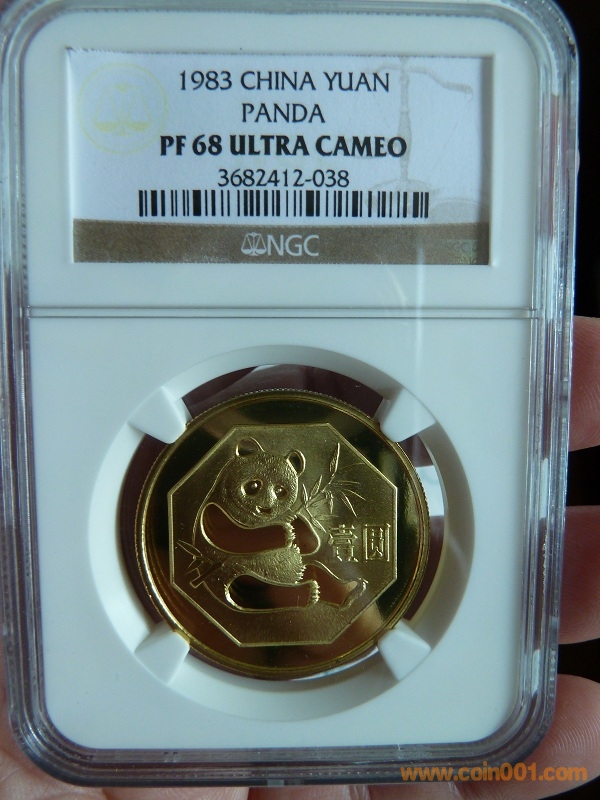 1983 CHINA YUAN
PANDA
PF 68 ULTRA CAMEO
3682412-038
NGC
壹圆
www.coin001.com